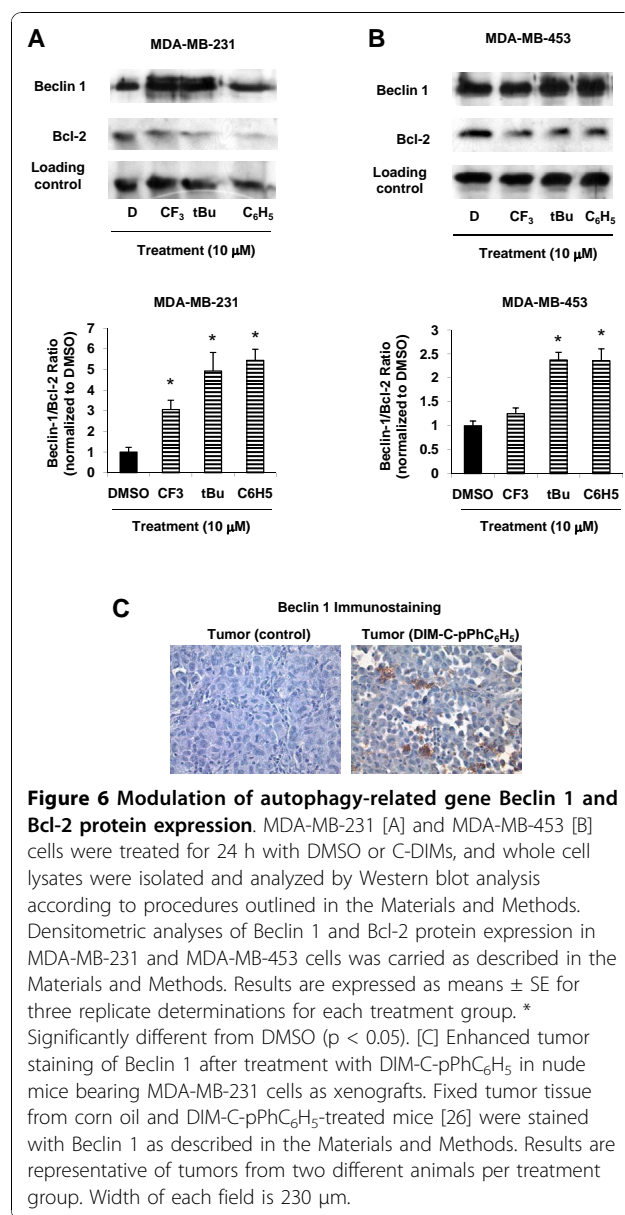 A
MDA-MB-231
Beclin 1
Bcl-2
Loading
control
D CF3 tBu C6H5
Treatment (10 μM)
MDA-MB-231
Beclin-1/Bcl-2 Ratio
(normalized to DMSO)
7
6
5
4
3
2
1
0
* * *
DMSO CF3 tBu C6H5
Treatment (10 μM)
B
MDA-MB-453
Beclin 1
Bcl-2
Loading
control
D CF3 tBu C6H5
Treatment (10 μM)
MDA-MB-453
Beclin-1/Bcl-2 Ratio
(normalized to DMSO)
3
2.5
2
1.5
1
0.5
0
* *
DMSO CF3 tBu C6H5
Treatment (10 μM)
C
Beclin 1 Immunostaining
Tumor (control) Tumor (DIM-C-pPhC6H5)
Figure 6 Modulation of autophagy-related gene Beclin 1 and
Bcl-2 protein expression. MDA-MB-231 [A] and MDA-MB-453 [B]
cells were treated for 24 h with DMSO or C-DIMs, and whole cell
lysates were isolated and analyzed by Western blot analysis
according to procedures outlined in the Materials and Methods.
Densitometric analyses of Beclin 1 and Bcl-2 protein expression in
MDA-MB-231 and MDA-MB-453 cells was carried as described in the
Materials and Methods. Results are expressed as means ± SE for
three replicate determinations for each treatment group. *
Significantly different from DMSO (p < 0.05). [C] Enhanced tumor
staining of Beclin 1 after treatment with DIM-C-pPhC6H5 in nude
mice bearing MDA-MB-231 cells as xenografts. Fixed tumor tissue
from corn oil and DIM-C-pPhC6H5-treated mice [26] were stained
with Beclin 1 as described in the Materials and Methods. Results are
representative of tumors from two different animals per treatment
group. Width of each field is 230 μm.